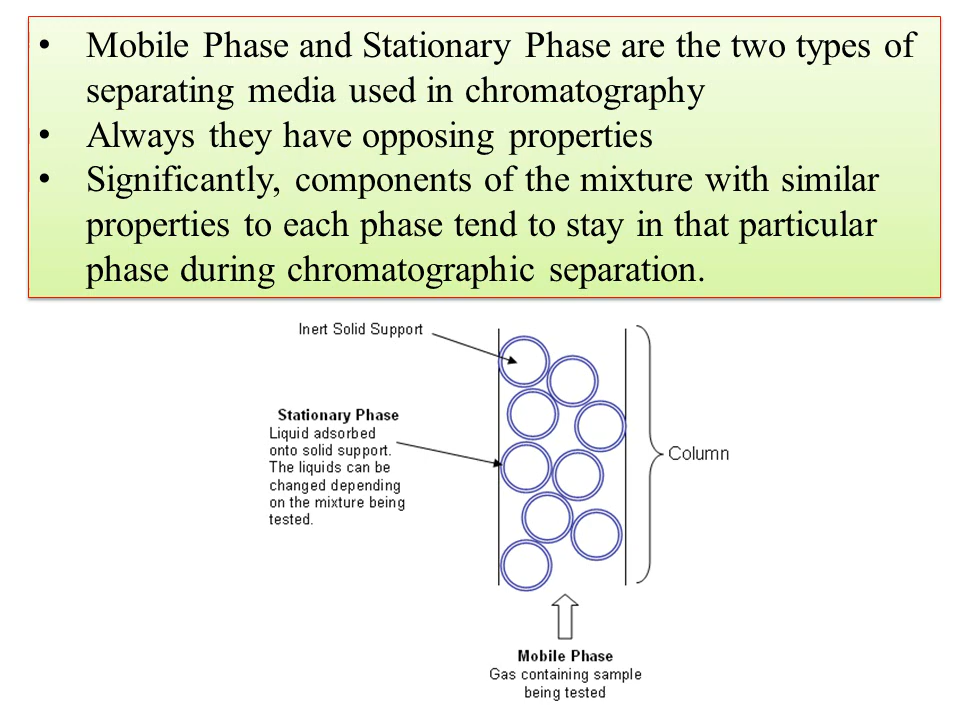 • Mobile Phase and Stationary Phase are the two types of
separating media used in chromatography
• Always they have opposing properties
• Significantly, components of the mixture with similar
properties to each phase tend to stay in that particular
phase during chromatographic separation.
Inert Solid Support
Stationary Phase
Liquid adsorbed
onto solid support.
The liquids can be
changed depending
on the mixture being
tested.
Column
Mobile Phase
Gas containing sample
being tested